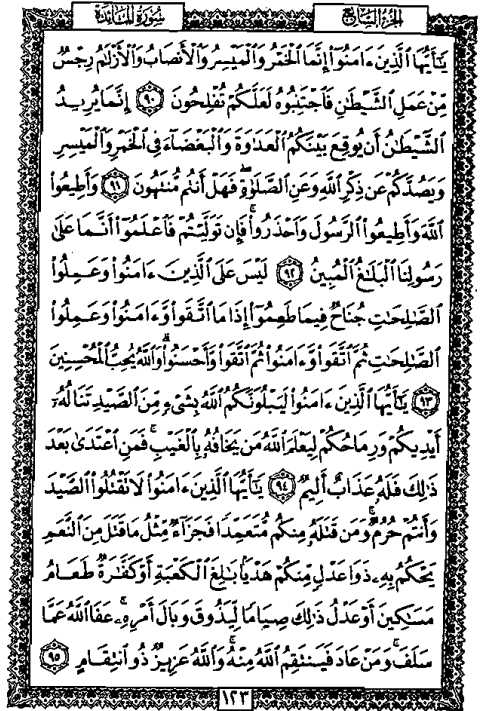 الجزء السابع
سورة المائدة
يَٰٓأَيُّهَا ٱلَّذِينَ ءَامَنُوٓا۟ إِنَّمَا ٱلْخَمْرُ وَٱلْمَيْسِرُ وَٱلْأَنصَابُ وَٱلْأَزْلَٰمُ رِجْسٌ
مِّنْ عَمَلِ ٱلشَّيْطَٰنِ فَٱجْتَنِبُوهُ لَعَلَّكُمْ تُفْلِحُونَ ٩٠ إِنَّمَا يُرِيدُ
ٱلشَّيْطَٰنُ أَن يُوقِعَ بَيْنَكُمُ ٱلْعَدَٰوَةَ وَٱلْبَغْضَآءَ فِى ٱلْخَمْرِ وَٱلْمَيْسِرِ
وَيَصُدَّكُمْ عَن ذِكْرِ ٱللَّهِ وَعَنِ ٱلصَّلَوٰةِ ۖ فَهَلْ أَنتُم مُّنتَهُونَ ٩١ وَأَطِيعُوا۟
ٱللَّهَ وَأَطِيعُوا۟ ٱلرَّسُولَ وَٱحْذَرُوا۟ ۚ فَإِن تَوَلَّيْتُمْ فَٱعْلَمُوٓا۟ أَنَّمَا عَلَىٰ
رَسُولِنَا ٱلْبَلَٰغُ ٱلْمُبِينُ ٩٢ لَيْسَ عَلَى ٱلَّذِينَ ءَامَنُوا۟ وَعَمِلُوا۟
ٱلصَّٰلِحَٰتِ جُنَاحٌ فِيمَا طَعِمُوٓا۟ إِذَا مَا ٱتَّقَوا۟ وَّءَامَنُوا۟ وَعَمِلُوا۟
ٱلصَّٰلِحَٰتِ ثُمَّ ٱتَّقَوا۟ وَّءَامَنُوا۟ ثُمَّ ٱتَّقَوا۟ وَّأَحْسَنُوا۟ ۗ وَٱللَّهُ يُحِبُّ ٱلْمُحْسِنِينَ
٩٣ يَٰٓأَيُّهَا ٱلَّذِينَ ءَامَنُوا۟ لَيَبْلُوَنَّكُمُ ٱللَّهُ بِشَىْءٍ مِّنَ ٱلصَّيْدِ تَنَالُهُۥٓ
أَيْدِيكُمْ وَرِمَاحُكُمْ لِيَعْلَمَ ٱللَّهُ مَن يَخَافُهُۥ بِٱلْغَيْبِ ۚ فَمَنِ ٱعْتَدَىٰ بَعْدَ
ذَٰلِكَ فَلَهُۥ عَذَابٌ أَلِيمٌ ٩٤ يَٰٓأَيُّهَا ٱلَّذِينَ ءَامَنُوا۟ لَا تَقْتُلُوا۟ ٱلصَّيْدَ
وَأَنتُمْ حُرُمٌ ۚ وَمَن قَتَلَهُۥ مِنكُم مُّتَعَمِّدًا فَجَزَآءٌ مِّثْلُ مَا قَتَلَ مِنَ ٱلنَّعَمِ
يَحْكُمُ بِهِۦ ذَوَا عَدْلٍ مِّنكُمْ هَدْيًۢا بَٰلِغَ ٱلْكَعْبَةِ أَوْ كَفَّٰرَةٌ طَعَامُ
مَسَٰكِينَ أَوْ عَدْلُ ذَٰلِكَ صِيَامًا لِّيَذُوقَ وَبَالَ أَمْرِهِۦ ۗ عَفَا ٱللَّهُ عَمَّا
سَلَفَ ۚ وَمَنْ عَادَ فَيَنتَقِمُ ٱللَّهُ مِنْهُ ۗ وَٱللَّهُ عَزِيزٌ ذُو ٱنتِقَامٍ ٩٥
١٢٣